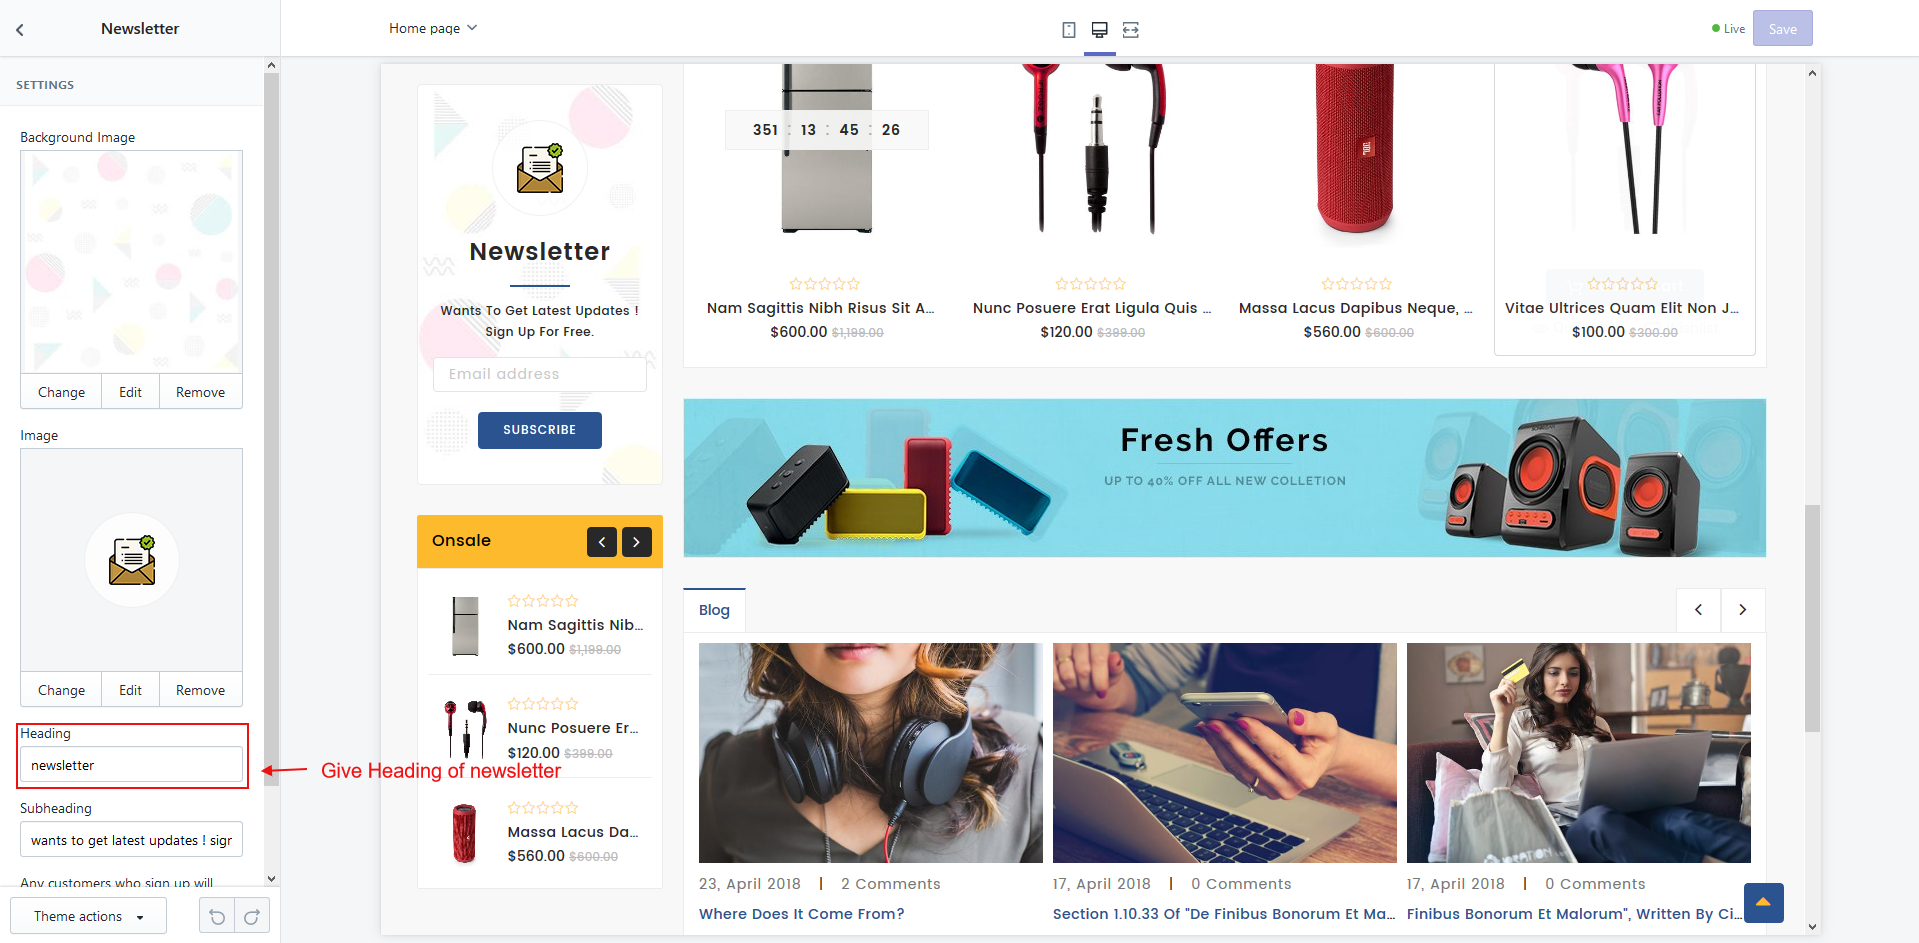 Newsletter
Home page
Live
Save
SETTINGS
Background Image
Change
Edit
Remove
Image
Change
Edit
Remove
Heading
newsletter
Give Heading of newsletter
Subheading
wants to get latest updates ! sigr
Any customers who sign up will
Theme actions
Newsletter
Wants To Get Latest Updates !
Sign Up For Free.
Email address
SUBSCRIBE
Onsale
Nam Sagittis Nib...
$600.00 $1,199.00
Nunc Posuere Er...
$120.00 $399.00
Massa Lacus Da...
$560.00 $600.00
351 : 13 : 45 : 26
JBL
Nam Sagittis Nibh Risus Sit A...
$600.00 $1,199.00
Nunc Posuere Erat Ligula Quis ...
$120.00 $399.00
Massa Lacus Dapibus Neque, ...
$560.00 $600.00
Vitae Ultrices Quam Elit Non J...
$100.00 $300.00
Fresh Offers
UP TO 40% OFF ALL NEW COLLETION
Blog
23, April 2018 | 2 Comments
Where Does It Come From?
17, April 2018 | 0 Comments
Section 1.10.33 Of "De Finibus Bonorum Et Ma...
17, April 2018 | 0 Comments
Finibus Bonorum Et Malorum", Written By Ci...